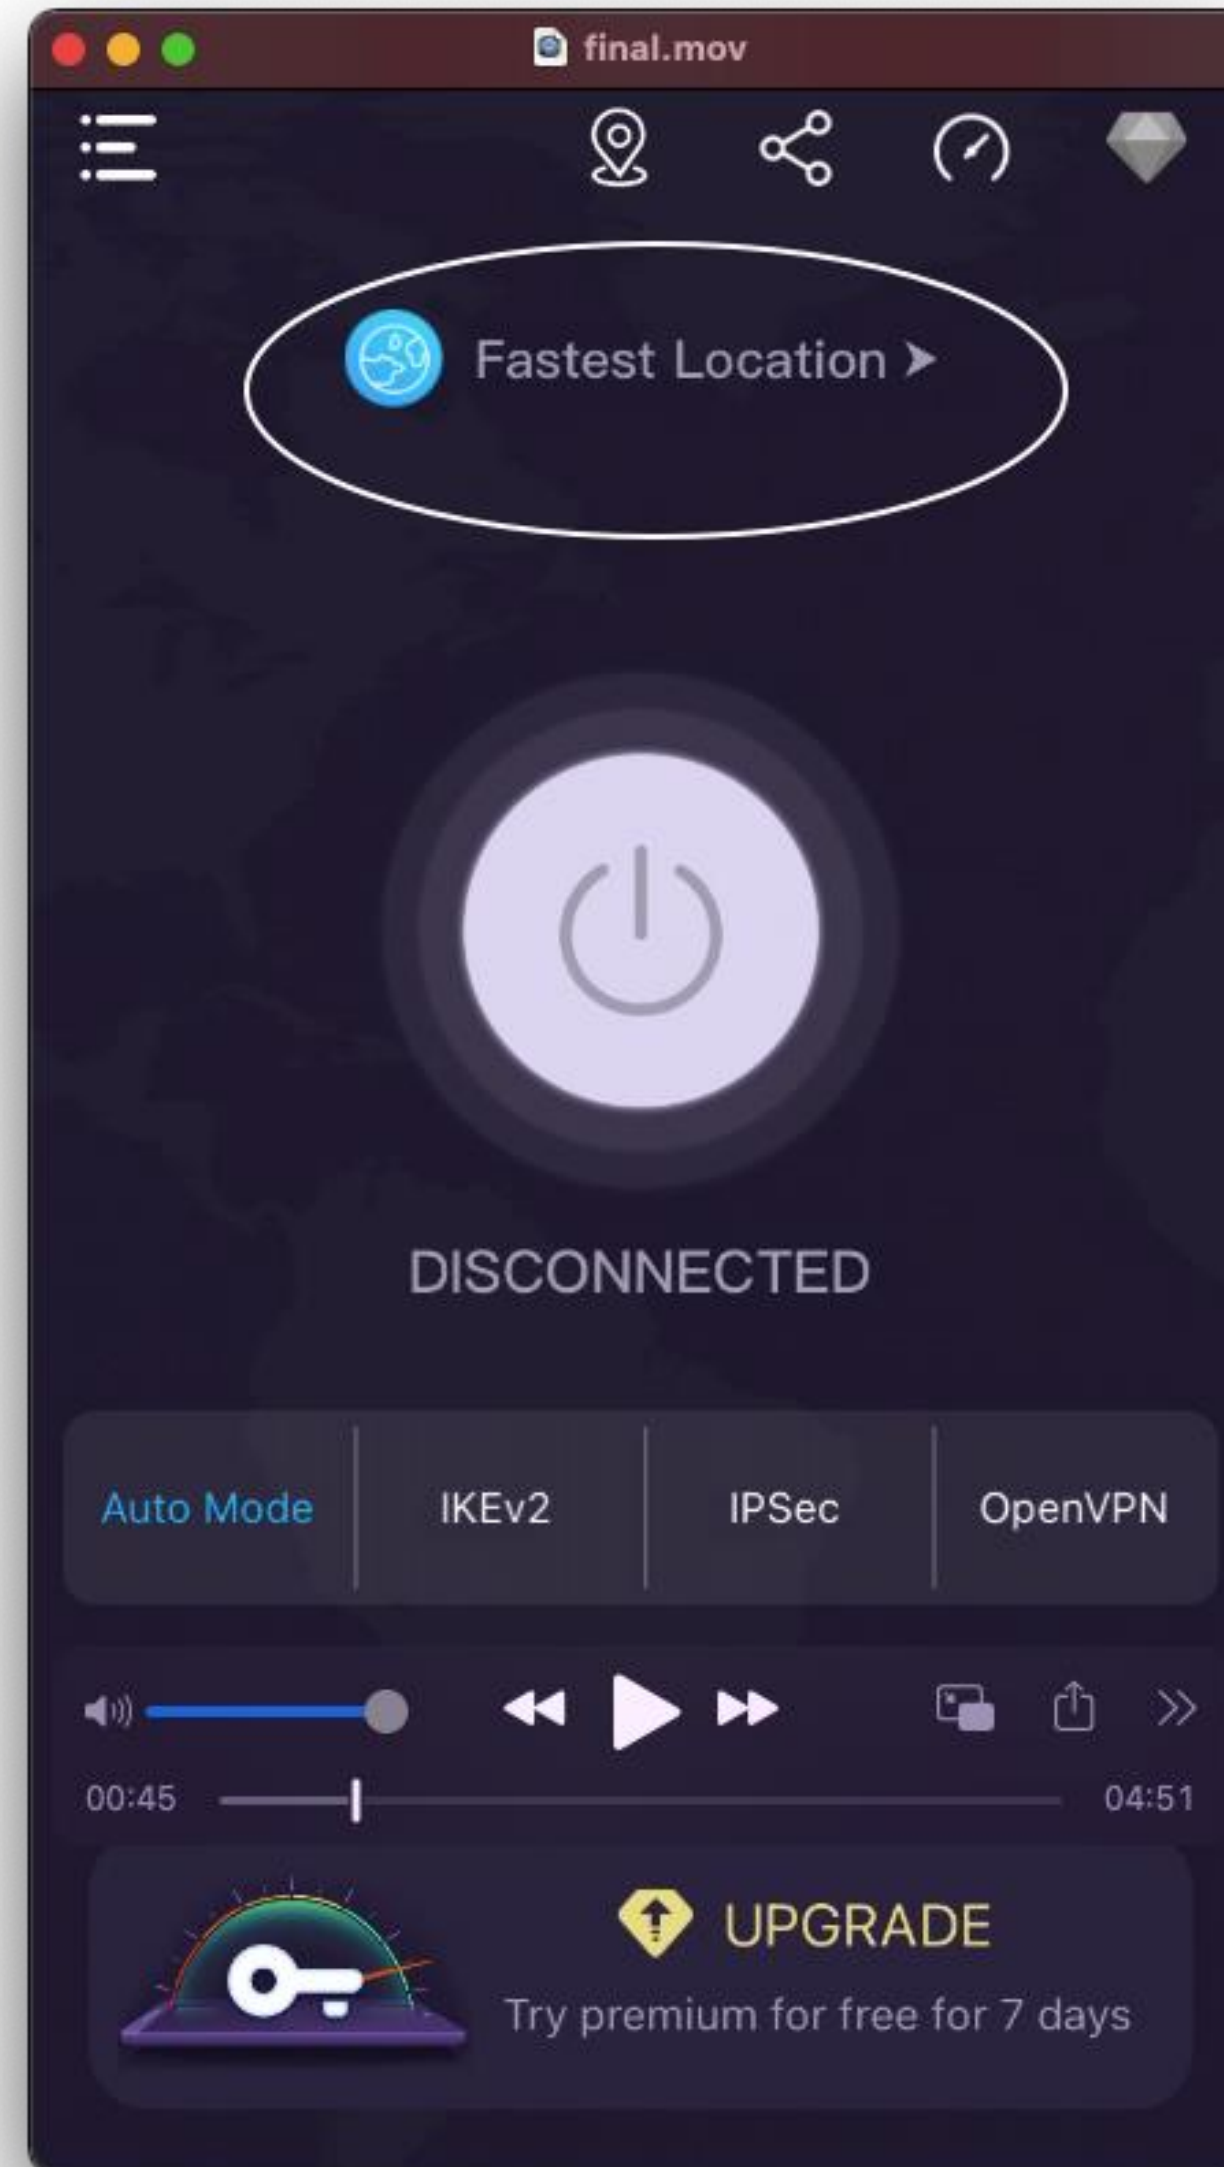 final.mov
Fastest Location
DISCONNECTED
Auto Mode IKEv2 IPSec OpenVPN
00:45 04:51
UPGRADE
Try premium for free for 7 days